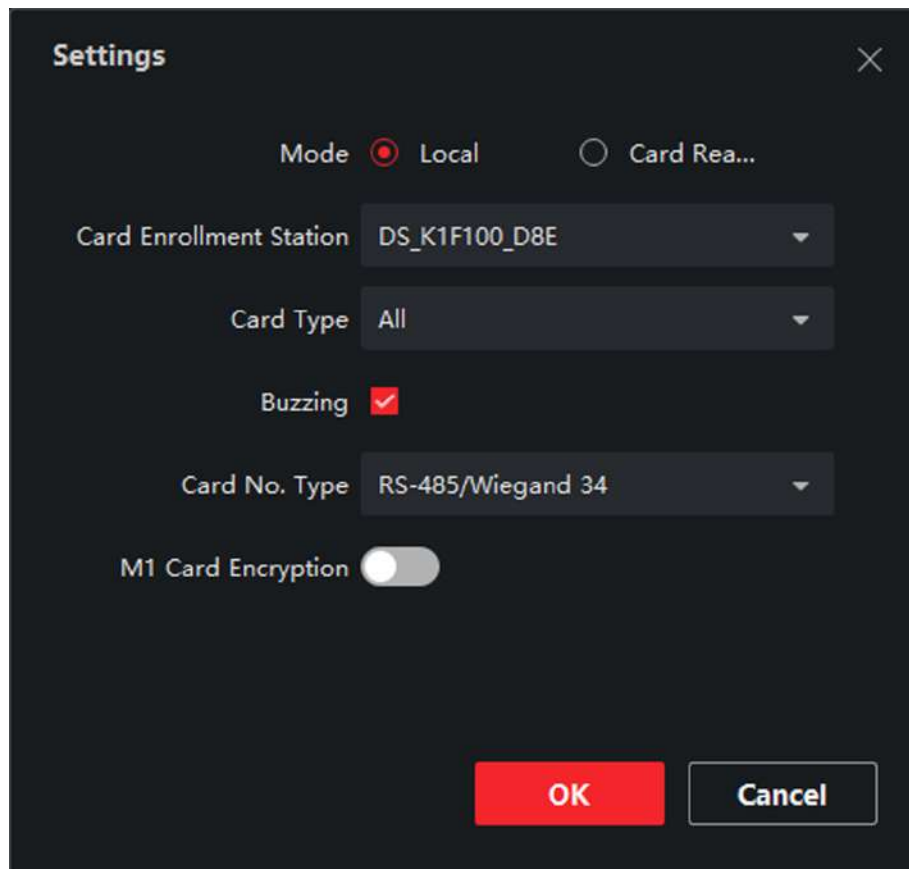 Settings
Mode Local Card Rea...
Card Enrollment Station DS_K1F100_D8E
Card Type All
Buzzing
Card No. Type RS-485/Wiegand 34
M1 Card Encryption
OK Cancel